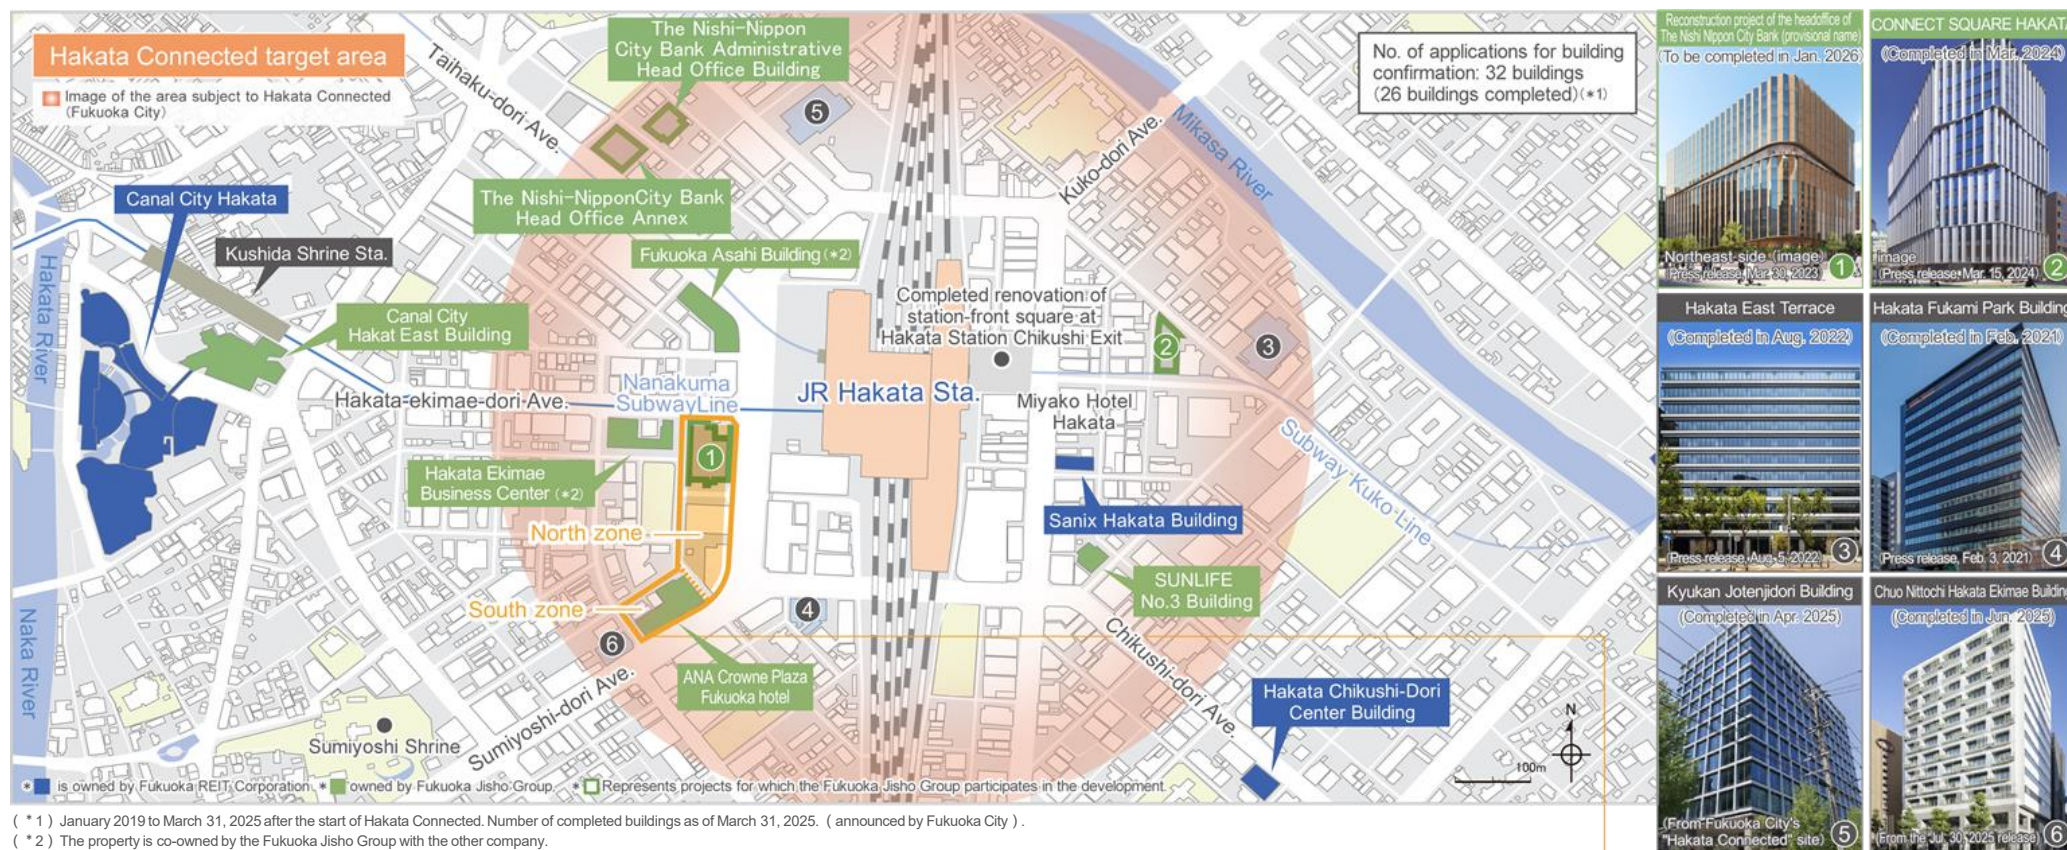 Hakata Connected target area
Image of the area subject to Hakata Connected
(Fukuoka City)
The Nishi-Nippon
City Bank Administrative
Head Office Building
No. of applications for building
confirmation: 32 buildings
(26 buildings completed)(*1)
Taihaku-dori Ave.
5
Kuko-dori Ave.
Mikasa River
Canal City Hakata
The Nishi-NipponCity Bank
Head Office Annex
Kushida Shrine Sta.
Fukuoka Asahi Building (*2)
Hakata River
Canal City
Hakat East Building
Completed renovation of
station-front square at
Hakata Station Chikushi Exit
2
3
Nanakuma
SubwayLine
Hakata-ekimae-dori Ave.
JR Hakata Sta.
Miyako Hotel
Hakata
Subway Kuko Line
1
Hakata Ekimae
Business Center (*2)
North zone
Sanix Hakata Building
South zone
SUNLIFE
No.3 Building
4
6
Naka River
ANA Crowne Plaza
Fukuoka hotel
Chikushi-dori Ave.
Hakata Chikushi-Dori
Center Building
Sumiyoshi-dori Ave.
Sumiyoshi Shrine
N
100m
* is owned by Fukuoka REIT Corporation. * owned by Fukuoka Jisho Group. * Represents projects for which the Fukuoka Jisho Group participates in the development.
( *1 ) January 2019 to March 31, 2025 after the start of Hakata Connected. Number of completed buildings as of March 31, 2025. ( announced by Fukuoka City ) .
( *2 ) The property is co-owned by the Fukuoka Jisho Group with the other company.
Reconstruction project of the headoffice of
The Nishi Nippon City Bank (provisional name)
(To be completed in Jan. 2026)
Northeast side (image)
(Press release, Mar. 30, 2023)
1
CONNECT SQUARE HAKATA
(Completed in Mar. 2024)
image
(Press release, Mar. 15, 2024)
2
Hakata East Terrace
(Completed in Aug. 2022)
(Press release, Aug. 5, 2022)
3
Hakata Fukami Park Building
(Completed in Feb. 2021)
(Press release, Feb. 3, 2021)
4
Kyukan Jotenjidori Building
(Completed in Apr. 2025)
(From Fukuoka City's
"Hakata Connected" site)
5
Chuo Nittochi Hakata Ekimae Building
(Completed in Jun. 2025)
(From the Jul. 30, 2025 release)
6